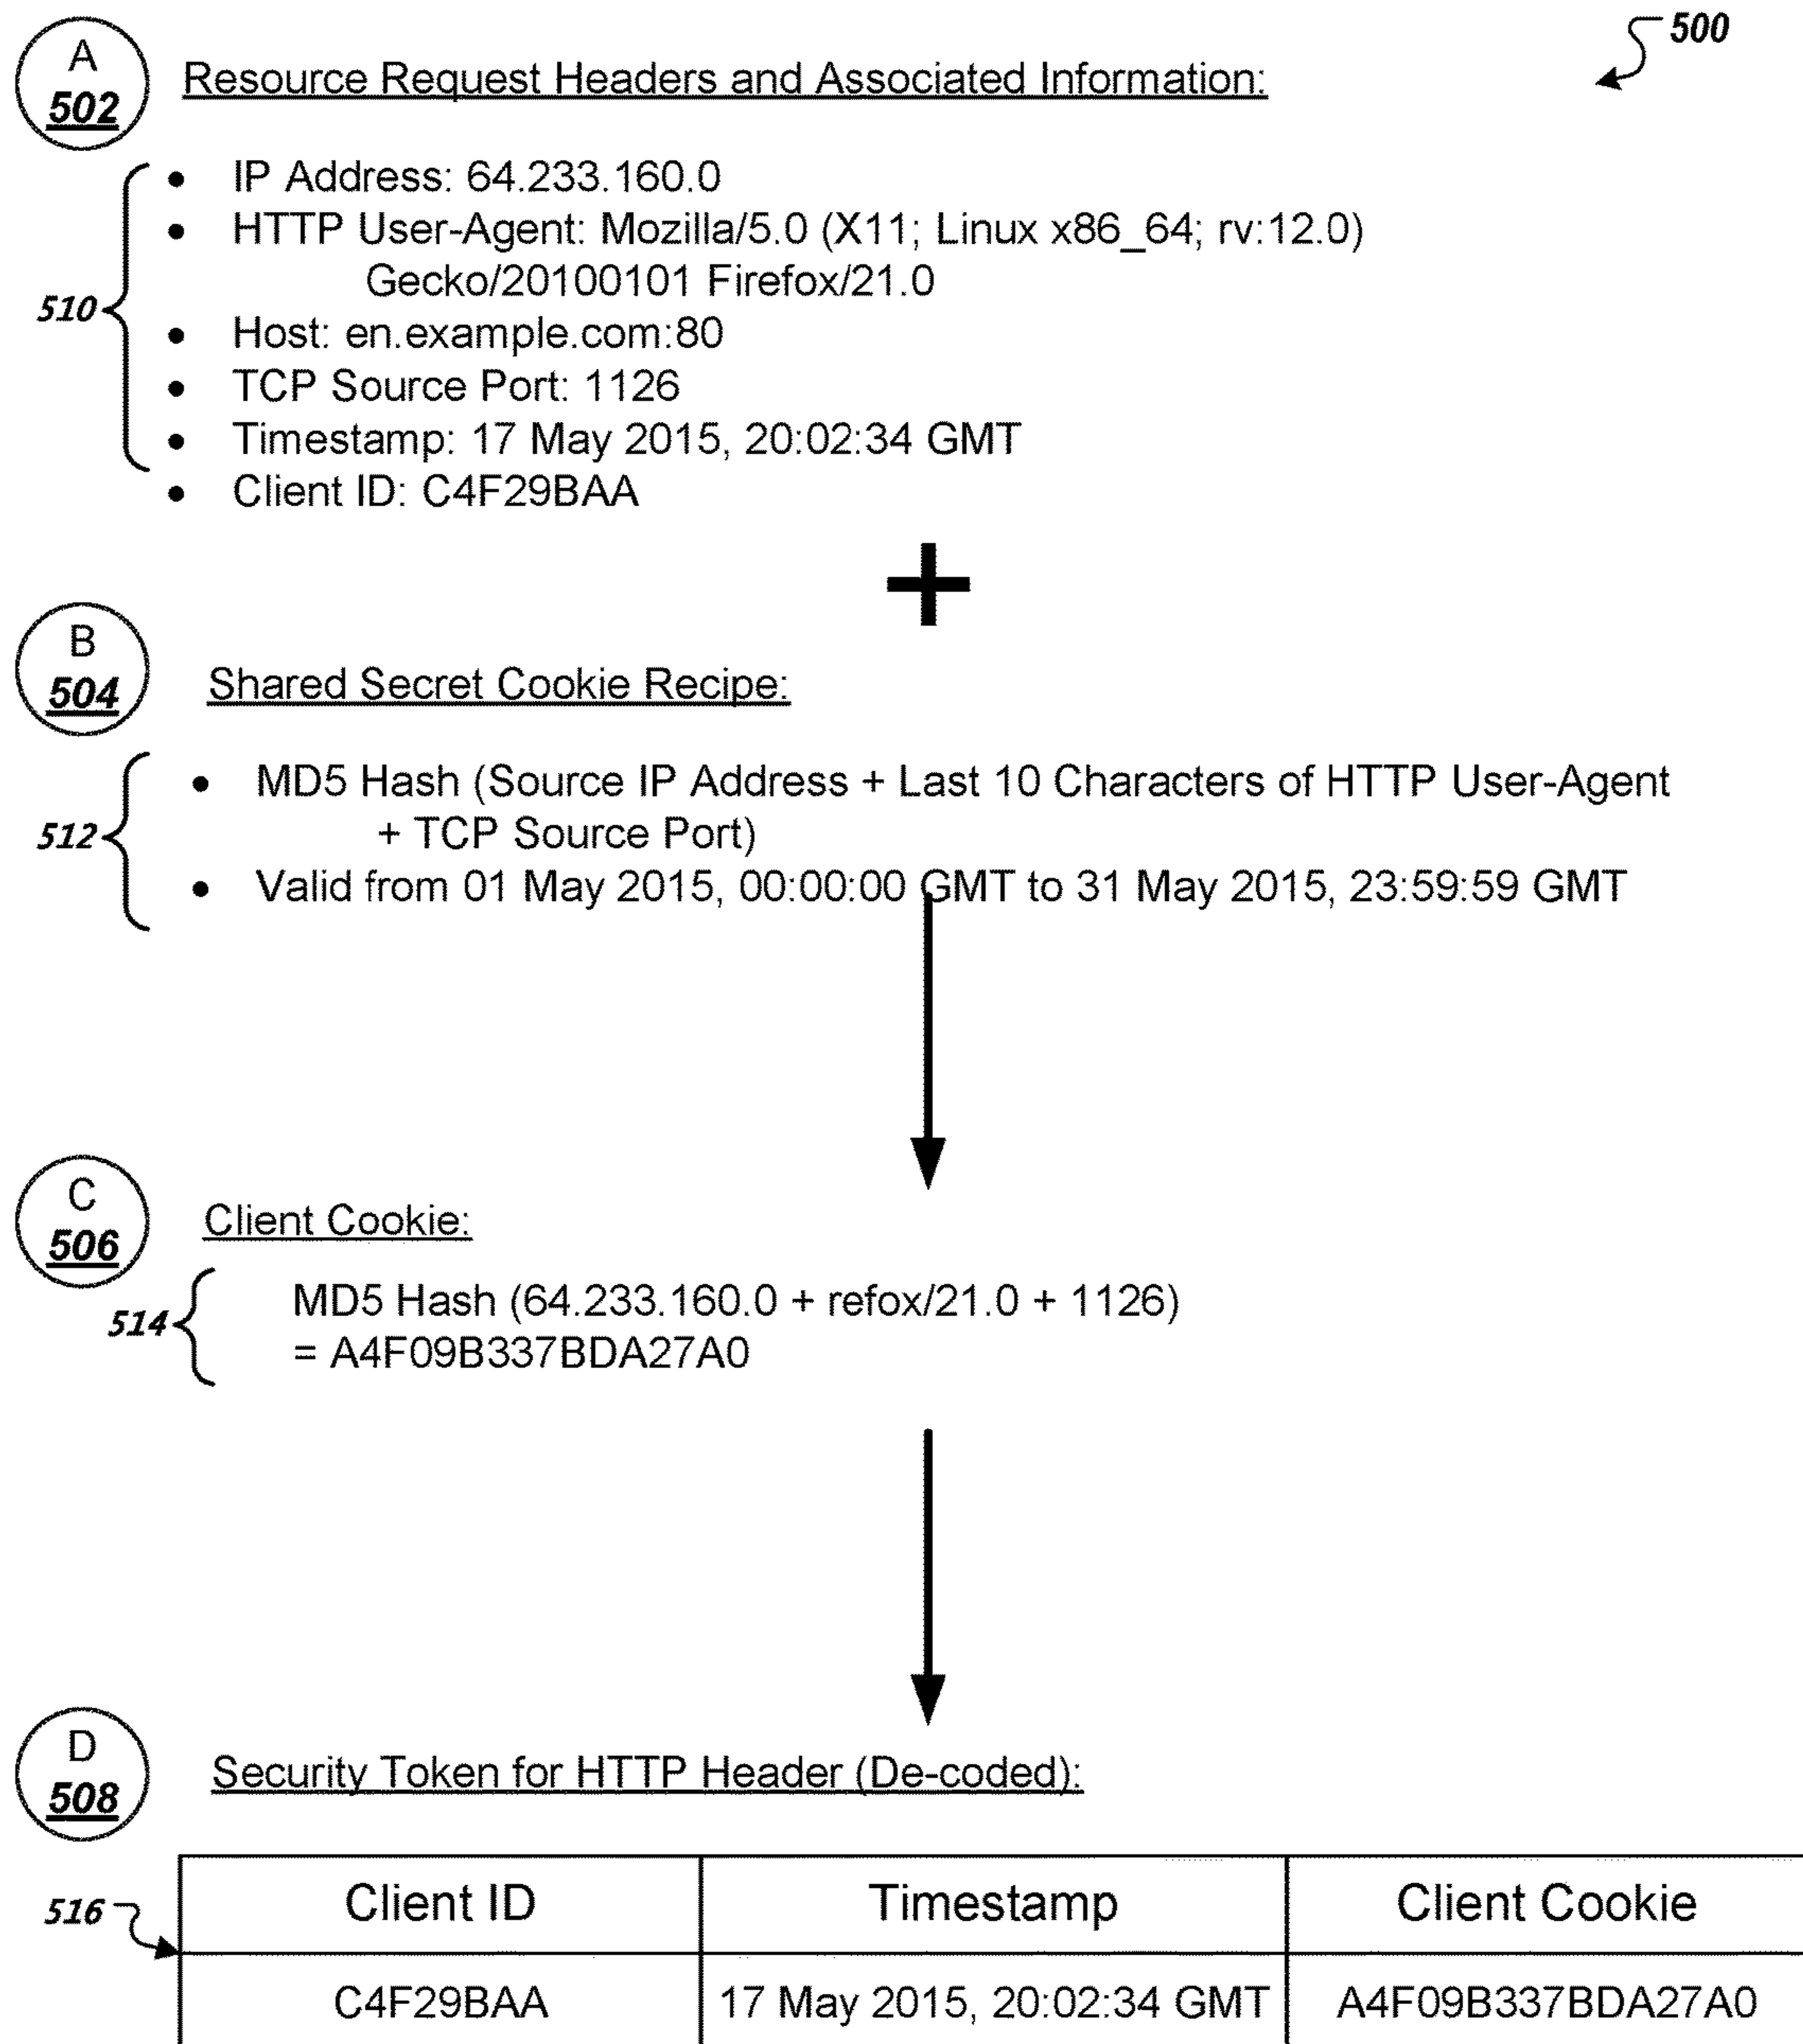 500
A
502
Resource Request Headers and Associated Information:
510
• IP Address: 64.233.160.0
• HTTP User-Agent: Mozilla/5.0 (X11; Linux x86_64; rv:12.0)
Gecko/20100101 Firefox/21.0
• Host: en.example.com:80
• TCP Source Port: 1126
• Timestamp: 17 May 2015, 20:02:34 GMT
• Client ID: C4F29BAA
+
B
504
Shared Secret Cookie Recipe:
512
• MD5 Hash (Source IP Address + Last 10 Characters of HTTP User-Agent
+ TCP Source Port)
• Valid from 01 May 2015, 00:00:00 GMT to 31 May 2015, 23:59:59 GMT
C
506
Client Cookie:
514
MD5 Hash (64.233.160.0 + refox/21.0 + 1126)
= A4F09B337BDA27A0
D
508
Security Token for HTTP Header (De-coded):
516
Client ID Timestamp Client Cookie
C4F29BAA 17 May 2015, 20:02:34 GMT A4F09B337BDA27A0